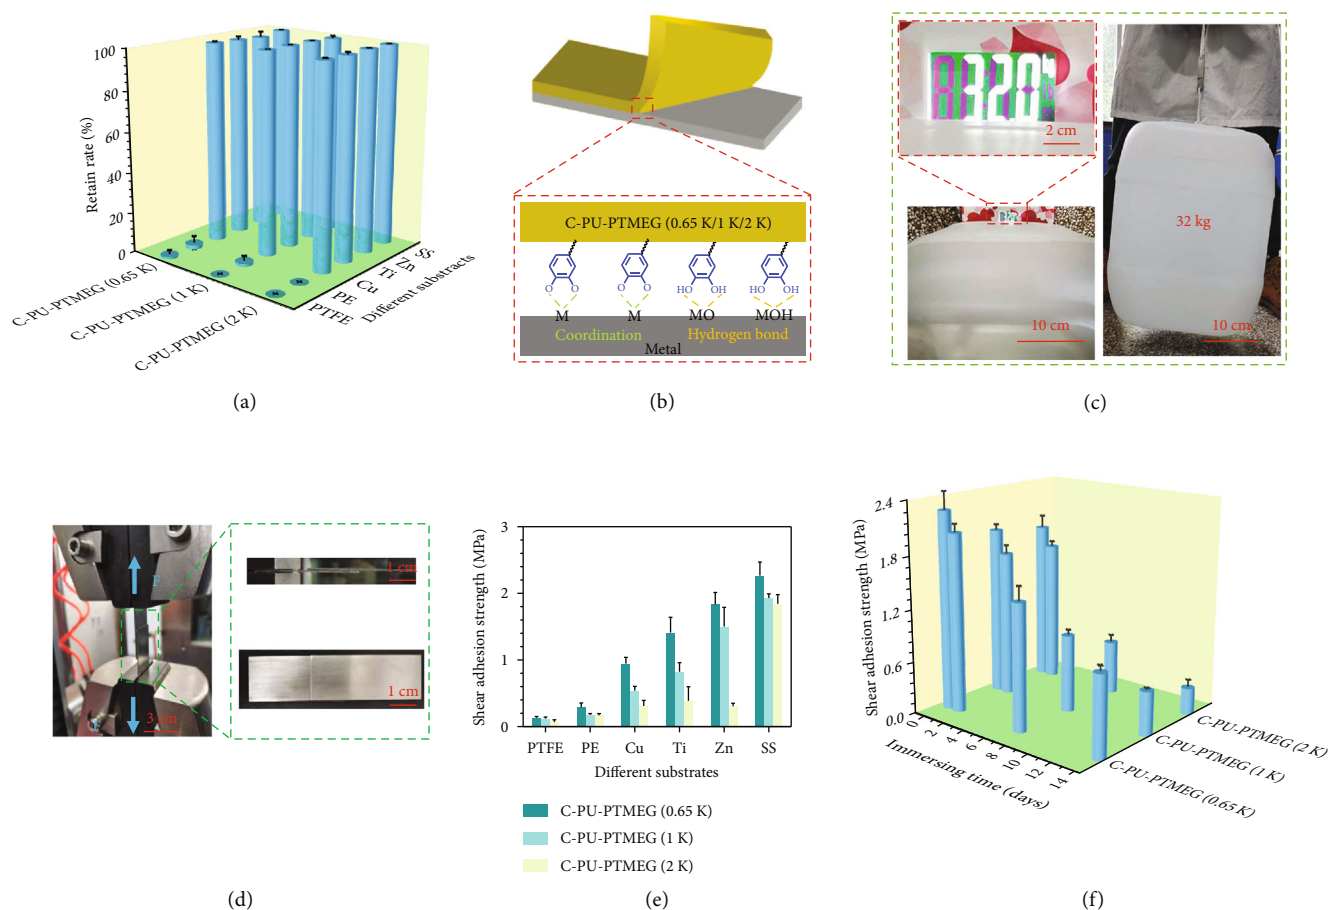 100
80
60
40
20
0
Retain rate (%)
C-PU-PTMEG (0.65 K)
C-PU-PTMEG (1 K)
C-PU-PTMEG (2 K)
PTFE
PE
Cu
Ti
Zn
SS
Different substracts
(a)
C-PU-PTMEG (0.65 K/1 K/2 K)
O O O O HO OH HO OH
M M MO MOH
Coordination Hydrogen bond
Metal
(b)
2 cm
10 cm
32 kg
10 cm
(c)
F
3 cm
1 cm
1 cm
(d)
3
2
1
0
Shear adhesion strength (MPa)
PTFE PE Cu Ti Zn SS
Different substrates
C-PU-PTMEG (0.65 K)
C-PU-PTMEG (1 K)
C-PU-PTMEG (2 K)
(e)
2.4
1.8
1.2
0.6
0.0
Shear adhesion strength (MPa)
0 2 4 6 8 10 12 14
Immersing time (days)
C-PU-PTMEG (2 K)
C-PU-PTMEG (1 K)
C-PU-PTMEG (0.65 K)
(f)